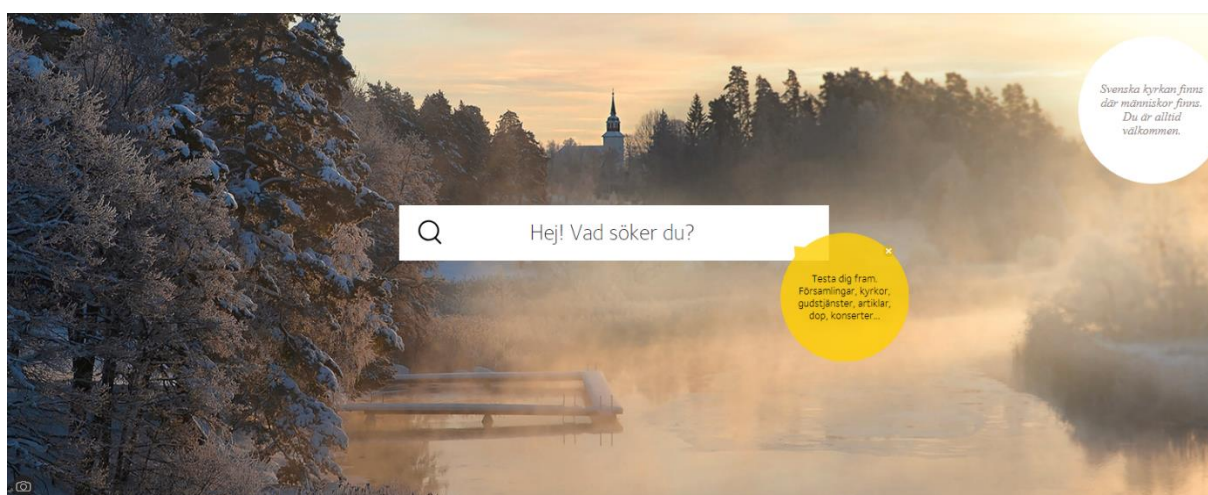 Svenska kyrkan finns
där människor finns.
Du är alltid
välkommen.
Hej! Vad söker du?
Testa dig fram.
Församlingar, kyrkor,
gudstjänster, artiklar,
dop, konserter...